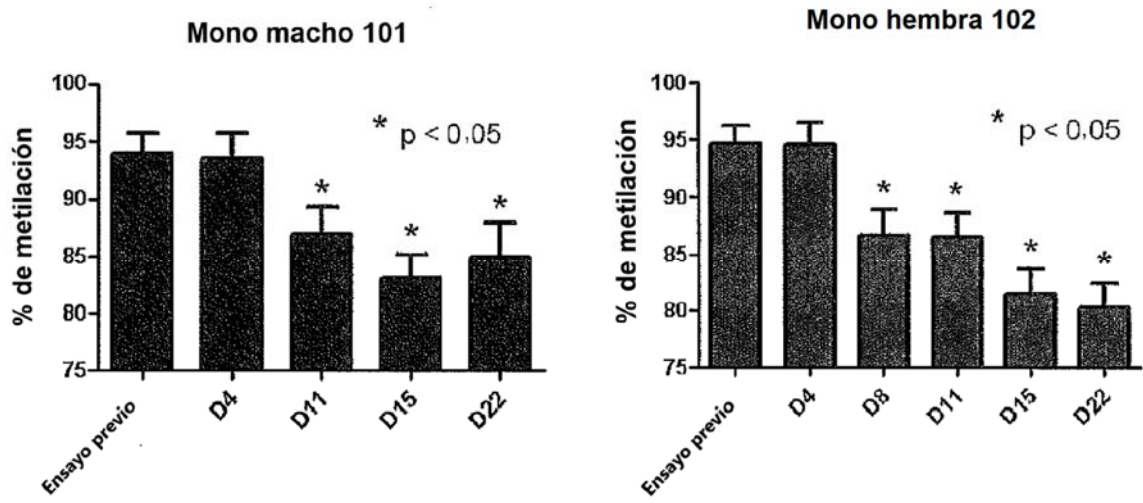 Mono macho 101
% de metilación
100
95
90
85
80
75
* p < 0,05
*
*
*
Ensayo previo
D4
D11
D15
D22
Mono hembra 102
% de metilación
100
95
90
85
80
75
* p < 0,05
*
*
*
*
Ensayo previo
D4
D8
D11
D15
D22